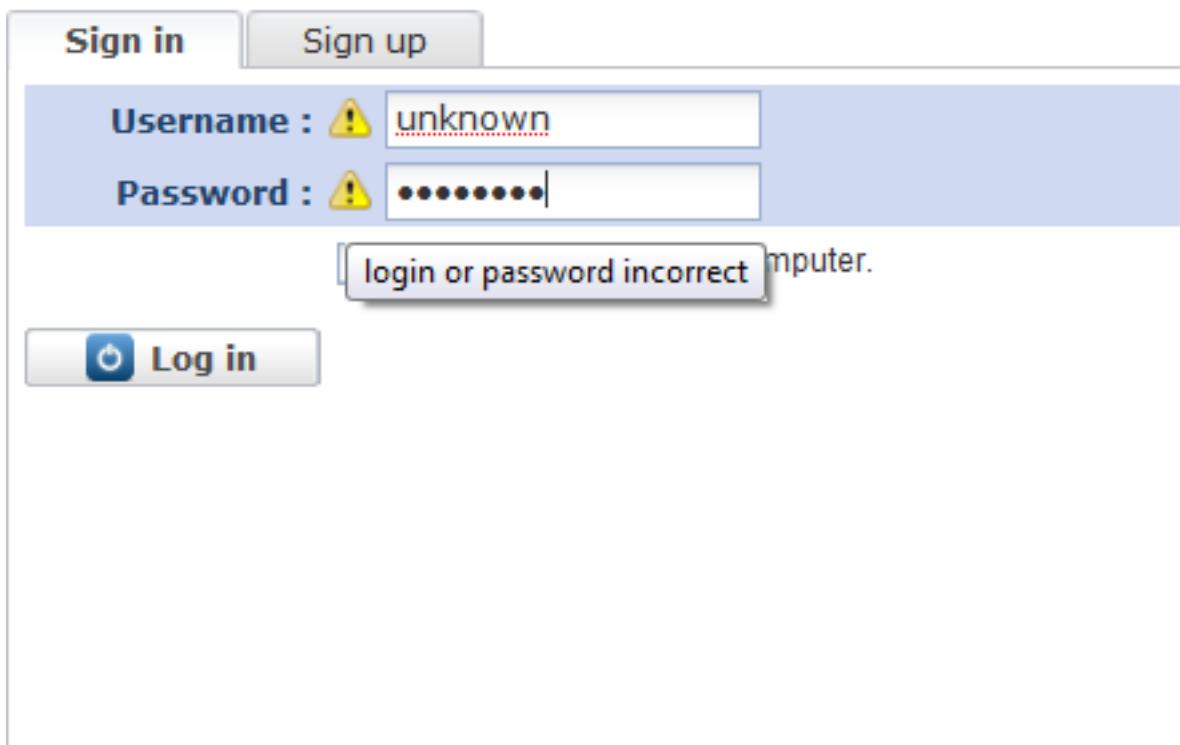 Sign in
Sign up
Username :
unknown
Password :
••••••••
login or password incorrect
mputer.
Log in